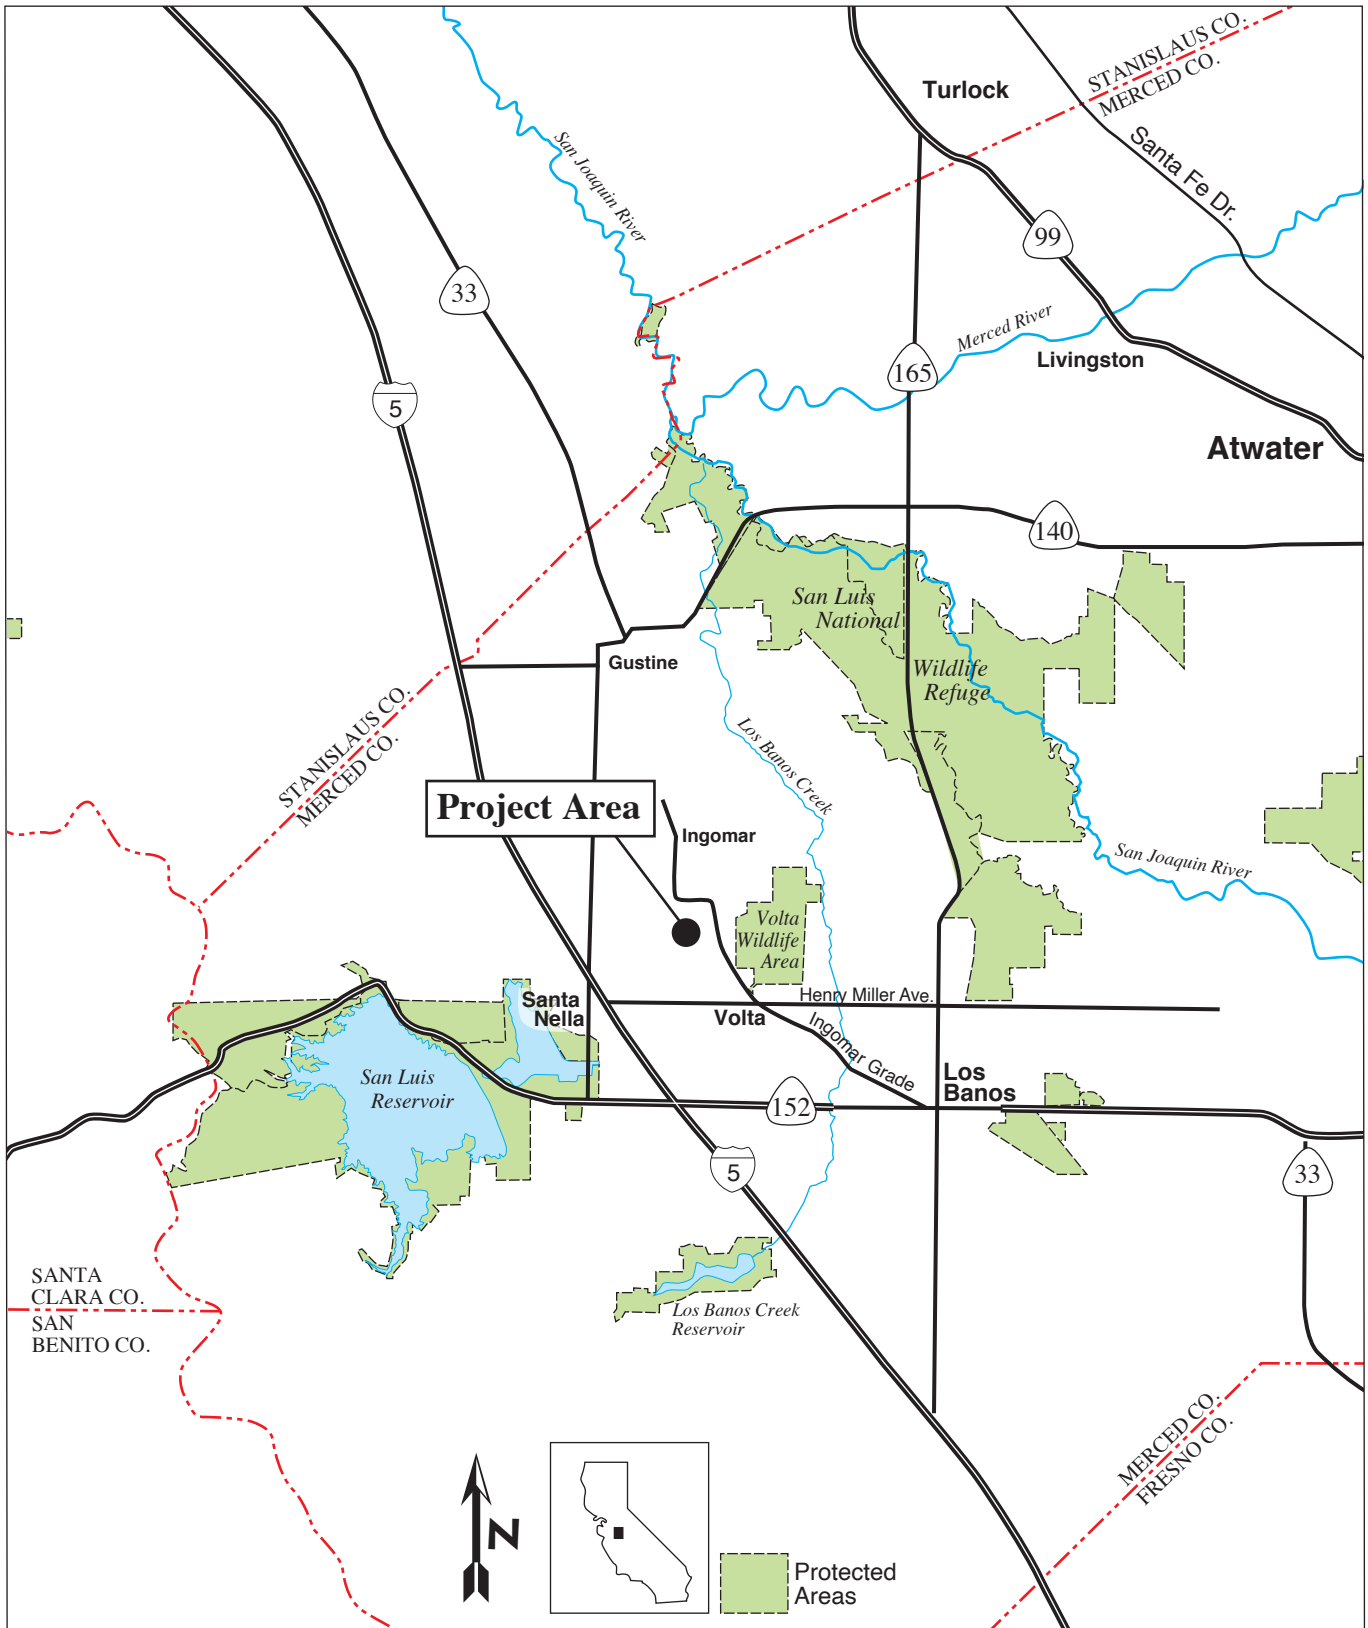 STANISLAUS CO.
MERCED CO.
Turlock
Santa Fe Dr.
San Joaquin River
99
33
Merced River
Livingston
165
5
Atwater
140
San Luis
National
Wildlife
Refuge
Gustine
STANISLAUS CO.
MERCED CO.
Los Banos Creek
Project Area
Ingomar
San Joaquin River
Volta
Wildlife
Area
Santa
Nella
Henry Miller Ave.
Volta
Ingomar Grade
San Luis
Reservoir
Los
Banos
152
5
33
SANTA
CLARA CO.
SAN
BENITO CO.
Los Banos Creek
Reservoir
MERCED CO.
FRESNO CO.
N
Protected
Areas